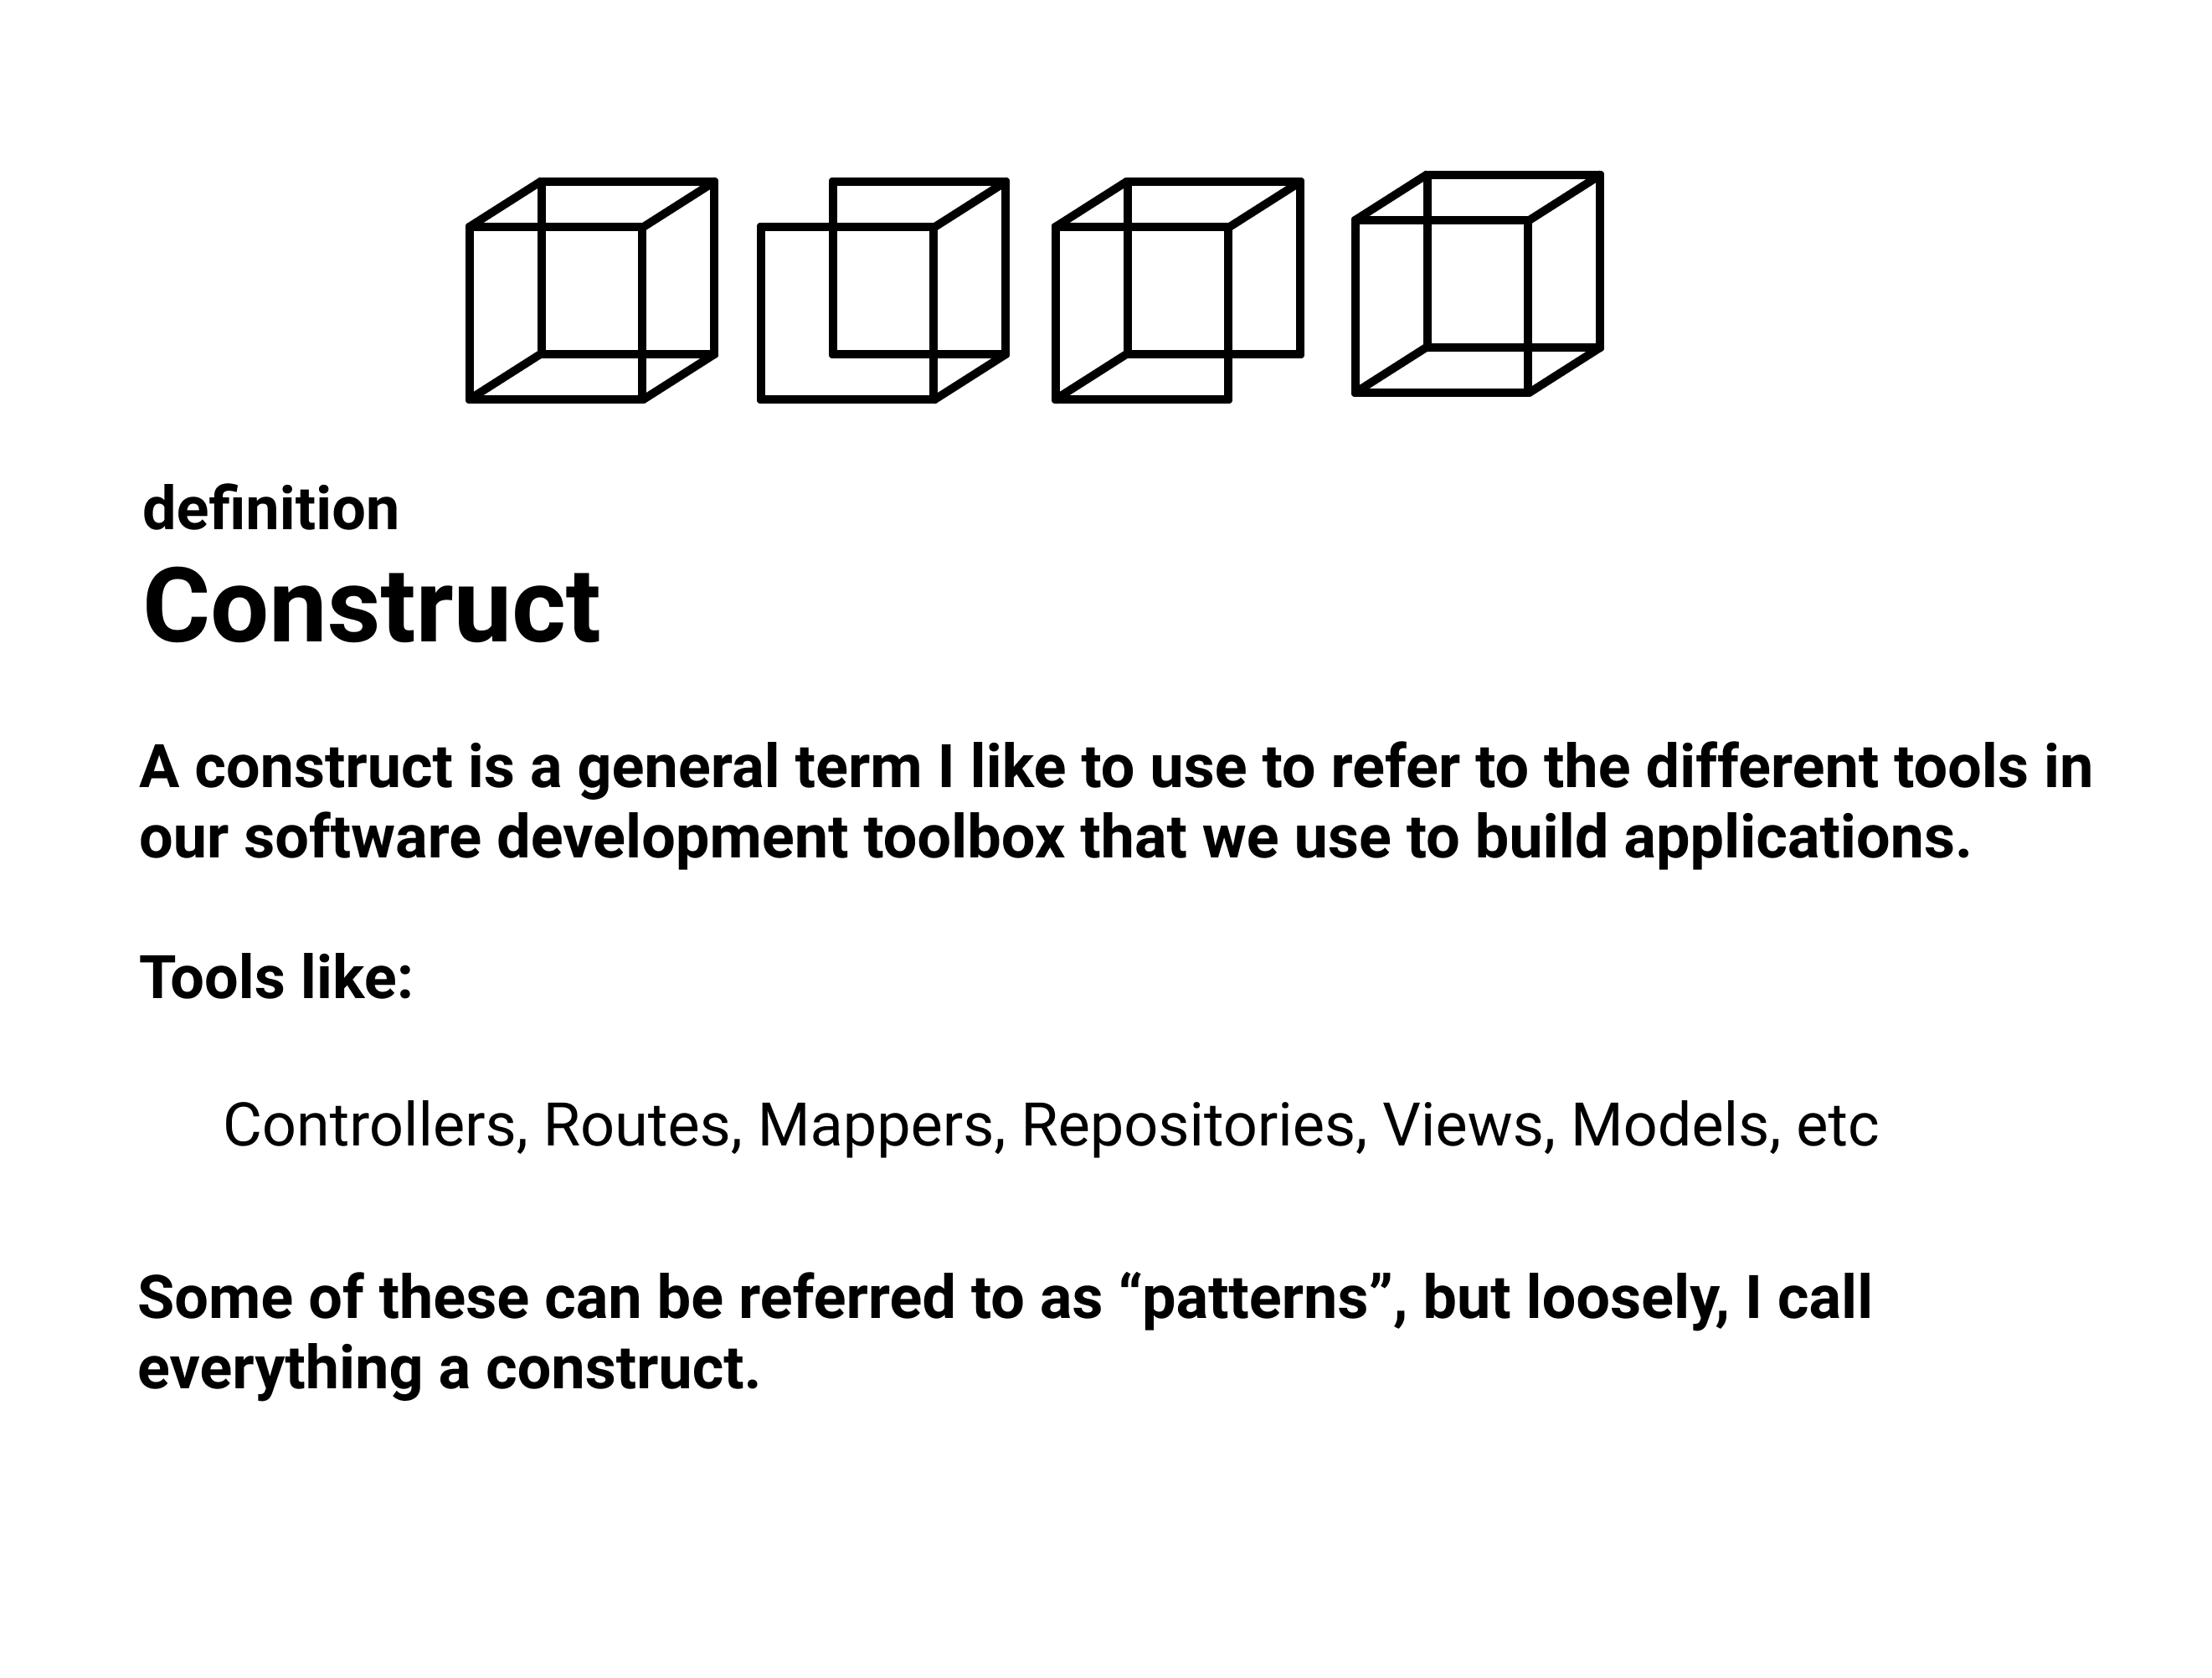 definition
Construct
A construct is a general term I like to use to refer to the different tools in
our software development toolbox that we use to build applications.
Tools like:
Controllers, Routes, Mappers, Repositories, Views, Models, etc
Some of these can be referred to as “patterns”, but loosely, I call
everything a construct.